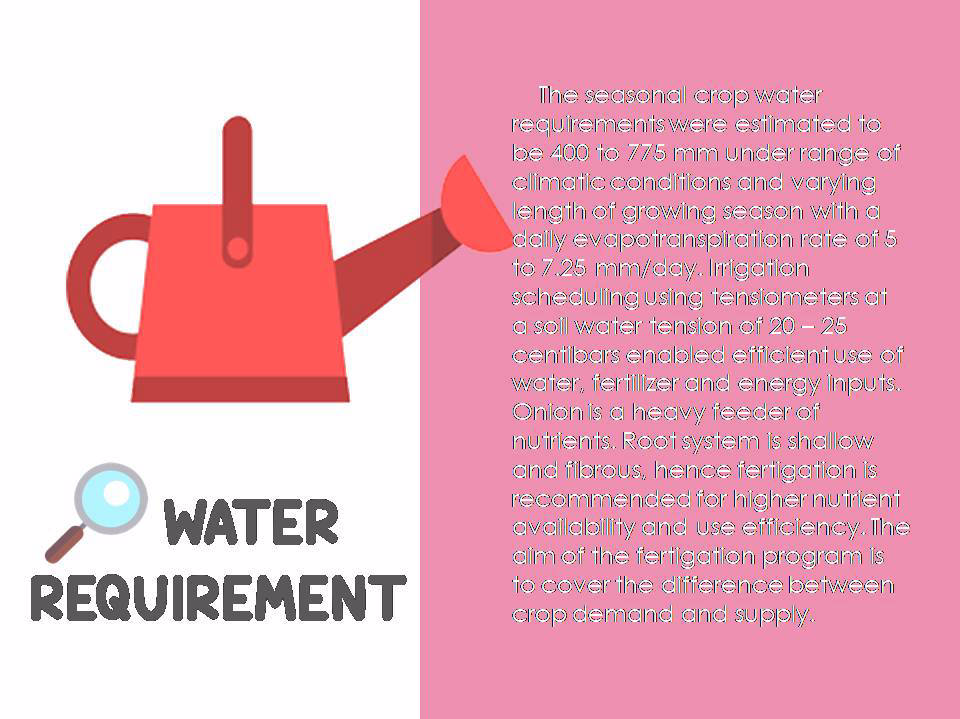 The seasonal crop water
requirements were estimated to
be 400 to 775 mm under range of
climatic conditions and varying
length of growing season with a
daily evapotranspiration rate of 5
to 7.25 mm/day. Irrigation
scheduling using tensiometers at
a soil water tension of 20 – 25
centibars enabled efficient use of
water, fertilizer and energy inputs.
Onion is a heavy feeder of
nutrients. Root system is shallow
and fibrous, hence fertigation is
recommended for higher nutrient
availability and use efficiency. The
aim of the fertigation program is
to cover the difference between
crop demand and supply.
WATER
REQUIREMENT